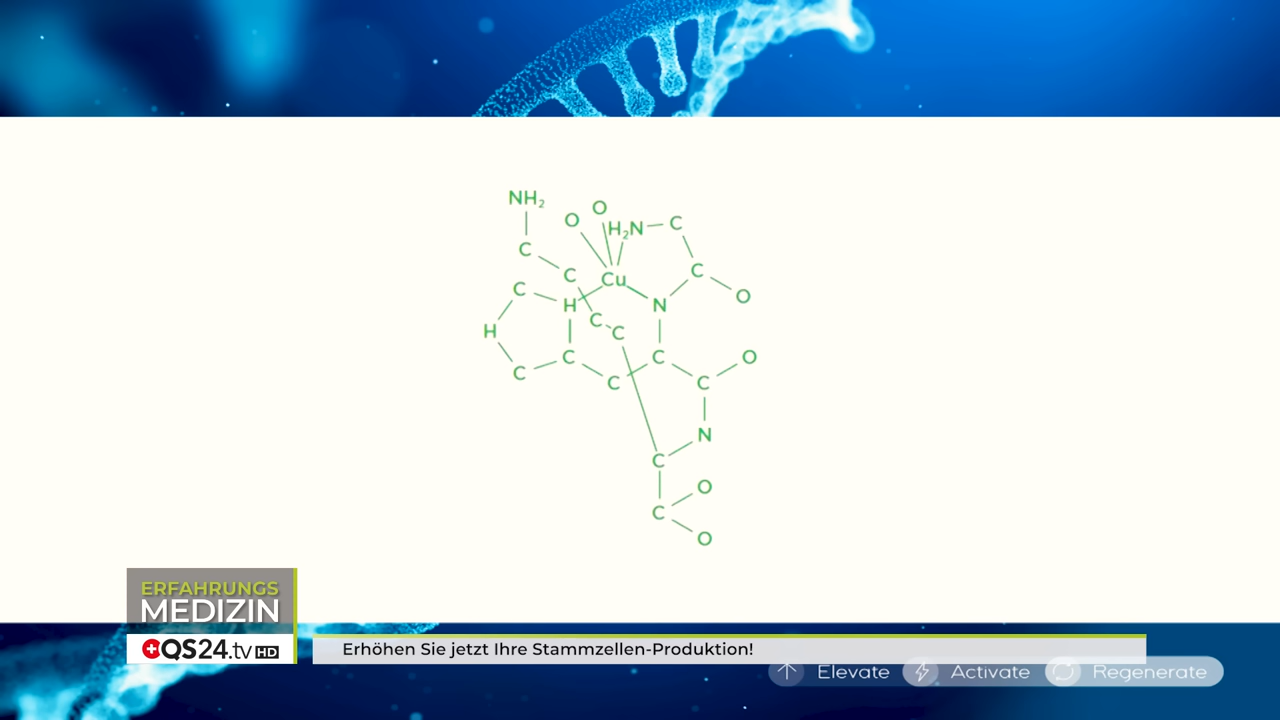 NH₂
O
O
H₂N
C
C
C
C
Cu
C
O
H
N
C
C
H
C
C
O
C
C
C
N
C
O
C
O
ERFAHRUNGS
MEDIZIN
QS24.tv HD
Erhöhen Sie jetzt Ihre Stammzellen-Produktion!
Elevate Activate Regenerate